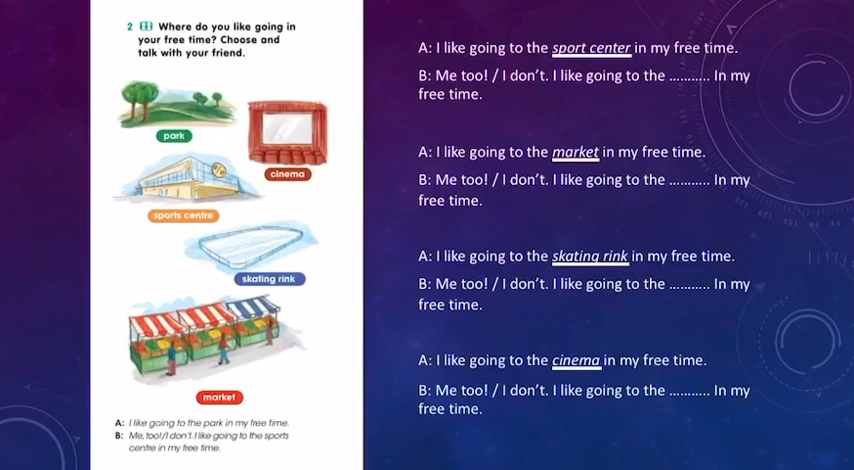 2 Where do you like going in
your free time? Choose and
talk with your friend.
park
cinema
sports centre
skating rink
market
A: I like going to the park in my free time.
B: Me, too!/I don't. I like going to the sports
centre in my free time.
A: I like going to the sport center in my free time.
B: Me too! / I don't. I like going to the ……….. In my
free time.
A: I like going to the market in my free time.
B: Me too! / I don't. I like going to the ……….. In my
free time.
A: I like going to the skating rink in my free time.
B: Me too! / I don't. I like going to the ……….. In my
free time.
A: I like going to the cinema in my free time.
B: Me too! / I don't. I like going to the ……….. In my
free time.